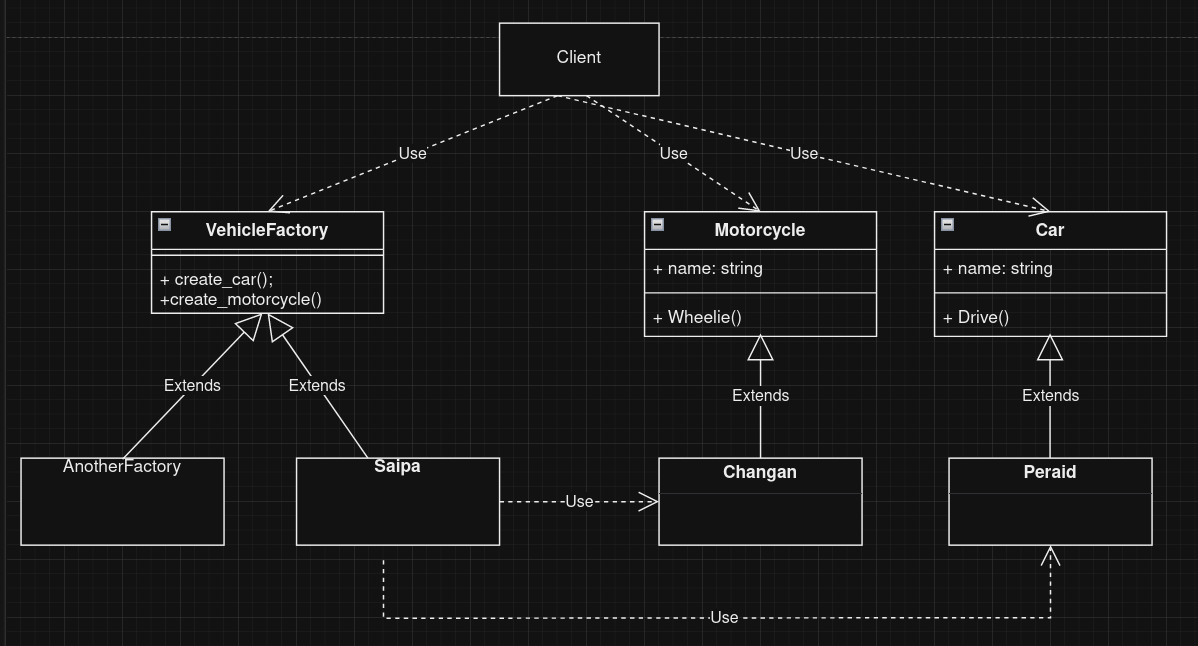 Client
Use
Use
Use
VehicleFactory
+ create_car();
+create_motorcycle()
Motorcycle
+ name: string
+ Wheelie()
Car
+ name: string
+ Drive()
Extends
Extends
Extends
Extends
AnotherFactory
Saipa
Changan
Peraid
Use
Use